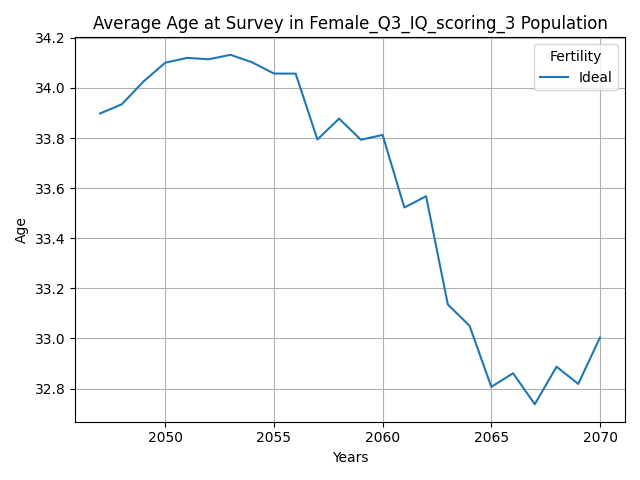 Average Age at Survey in Female_Q3_IQ_scoring_3 Population
34.2
34.0
33.8
33.6
33.4
33.2
33.0
32.8
Age
Fertility
Ideal
2050 2055 2060 2065 2070
Years